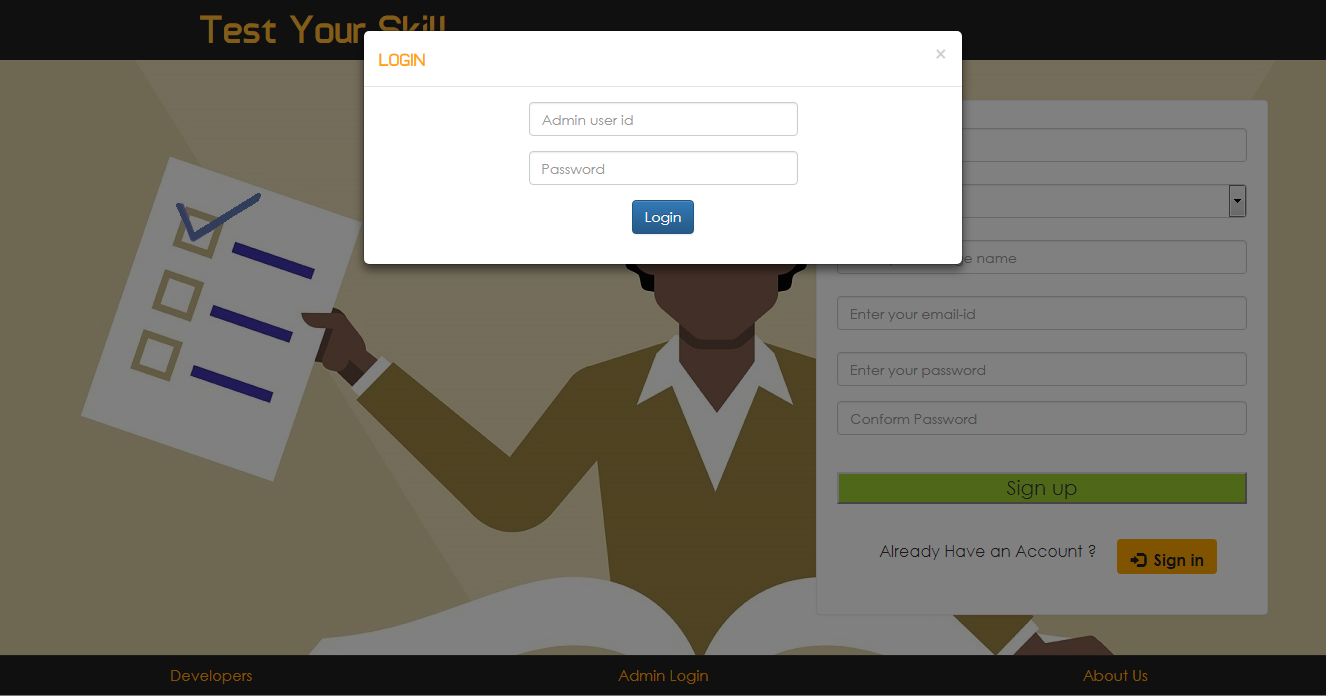 Test Your Skill
LOGIN
×
Admin user id
Password
Login
name
Enter your email-id
Enter your password
Conform Password
Sign up
Already Have an Account ?
Sign in
Developers
Admin Login
About Us